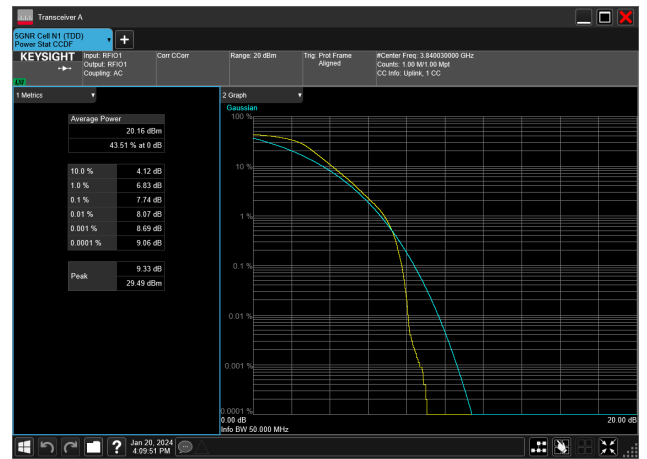 Transceiver A
5GNR Cell N1 (TDD)
Power Stat CCDF
KEYSIGHT
LXI
Input: RFIO1
Output: RFIO1
Coupling: AC
Corr CCorr
Range: 20 dBm
Trig: Prot Frame
Aligned
#Center Freq: 3.840030000 GHz
Counts: 1.00 M/1.00 Mpt
CC Info: Uplink, 1 CC
1 Metrics
Average Power
20.16 dBm
43.51 % at 0 dB
10.0 % 4.12 dB
1.0 % 6.83 dB
0.1 % 7.74 dB
0.01 % 8.07 dB
0.001 % 8.69 dB
0.0001 % 9.06 dB
Peak 9.33 dB
29.49 dBm
2 Graph
Gaussian
100 %
10 %
1 %
0.1 %
0.01 %
0.001 %
0.0001 %
0.00 dB 20.00 dB
Info BW 50.000 MHz
?
Jan 20, 2024
4:09:51 PM